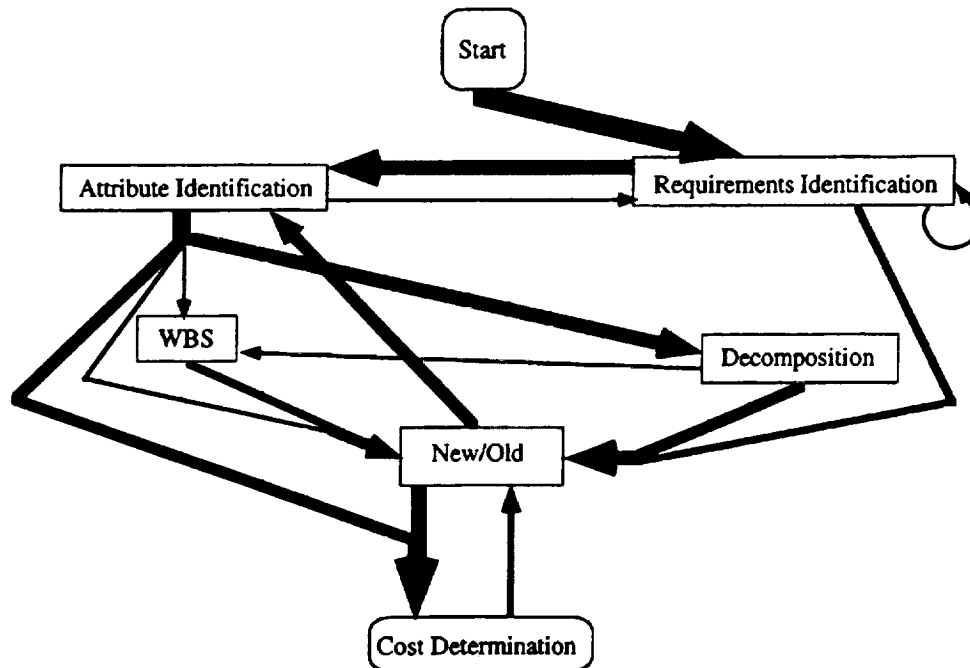 Start
Attribute Identification
Requirements Identification
WBS
Decomposition
New/Old
Cost Determination